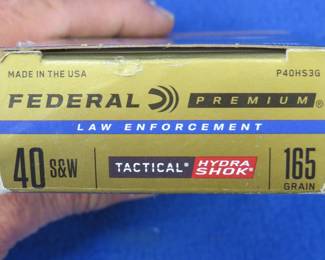 MADE IN THE USA P40HS3G
FEDERAL PREMIUM®
LAW ENFORCEMENT
40 S&W TACTICAL® HYDRA SHOK® 165 GRAIN